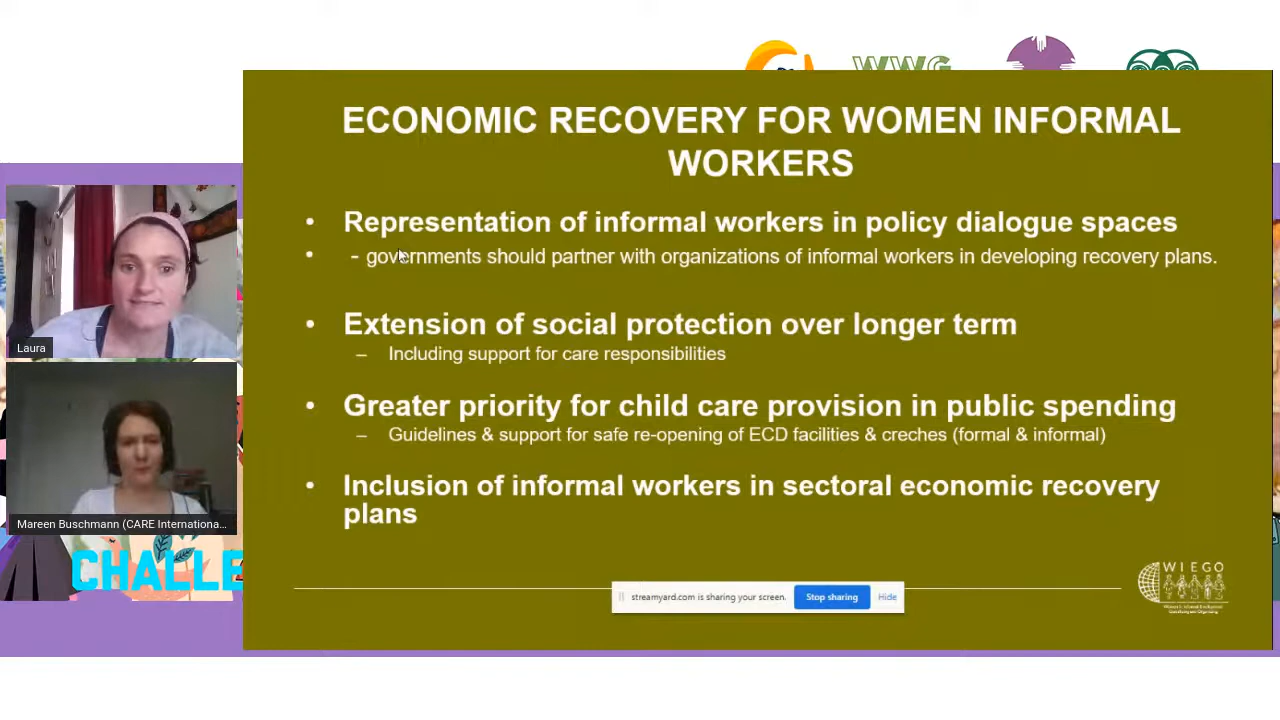 WWG
ECONOMIC RECOVERY FOR WOMEN INFORMAL
WORKERS
• Representation of informal workers in policy dialogue spaces
• - governments should partner with organizations of informal workers in developing recovery plans.
• Extension of social protection over longer term
– Including support for care responsibilities
• Greater priority for child care provision in public spending
– Guidelines & support for safe re-opening of ECD facilities & creches (formal & informal)
• Inclusion of informal workers in sectoral economic recovery
plans
Laura
Mareen Buschmann (CARE Internationa...
CHALLE
streamyard.com is sharing your screen.
Stop sharing
Hide
WIEGO